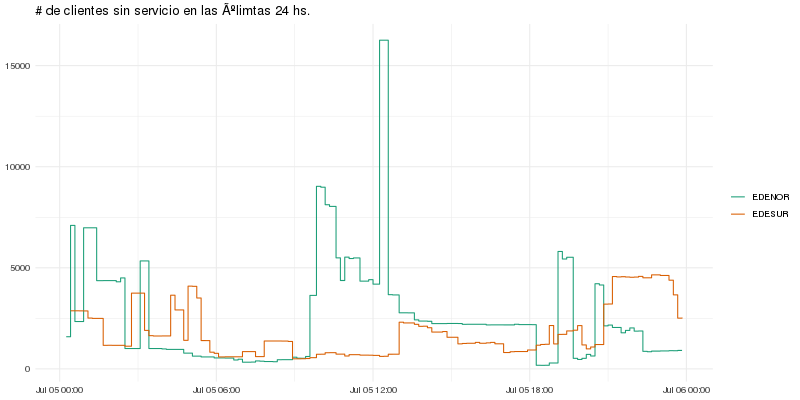 # de clientes sin servicio en las Ãºlimtas 24 hs.
15000
10000
5000
0
Jul 05 00:00
Jul 05 06:00
Jul 05 12:00
Jul 05 18:00
Jul 06 00:00
EDENOR
EDESUR